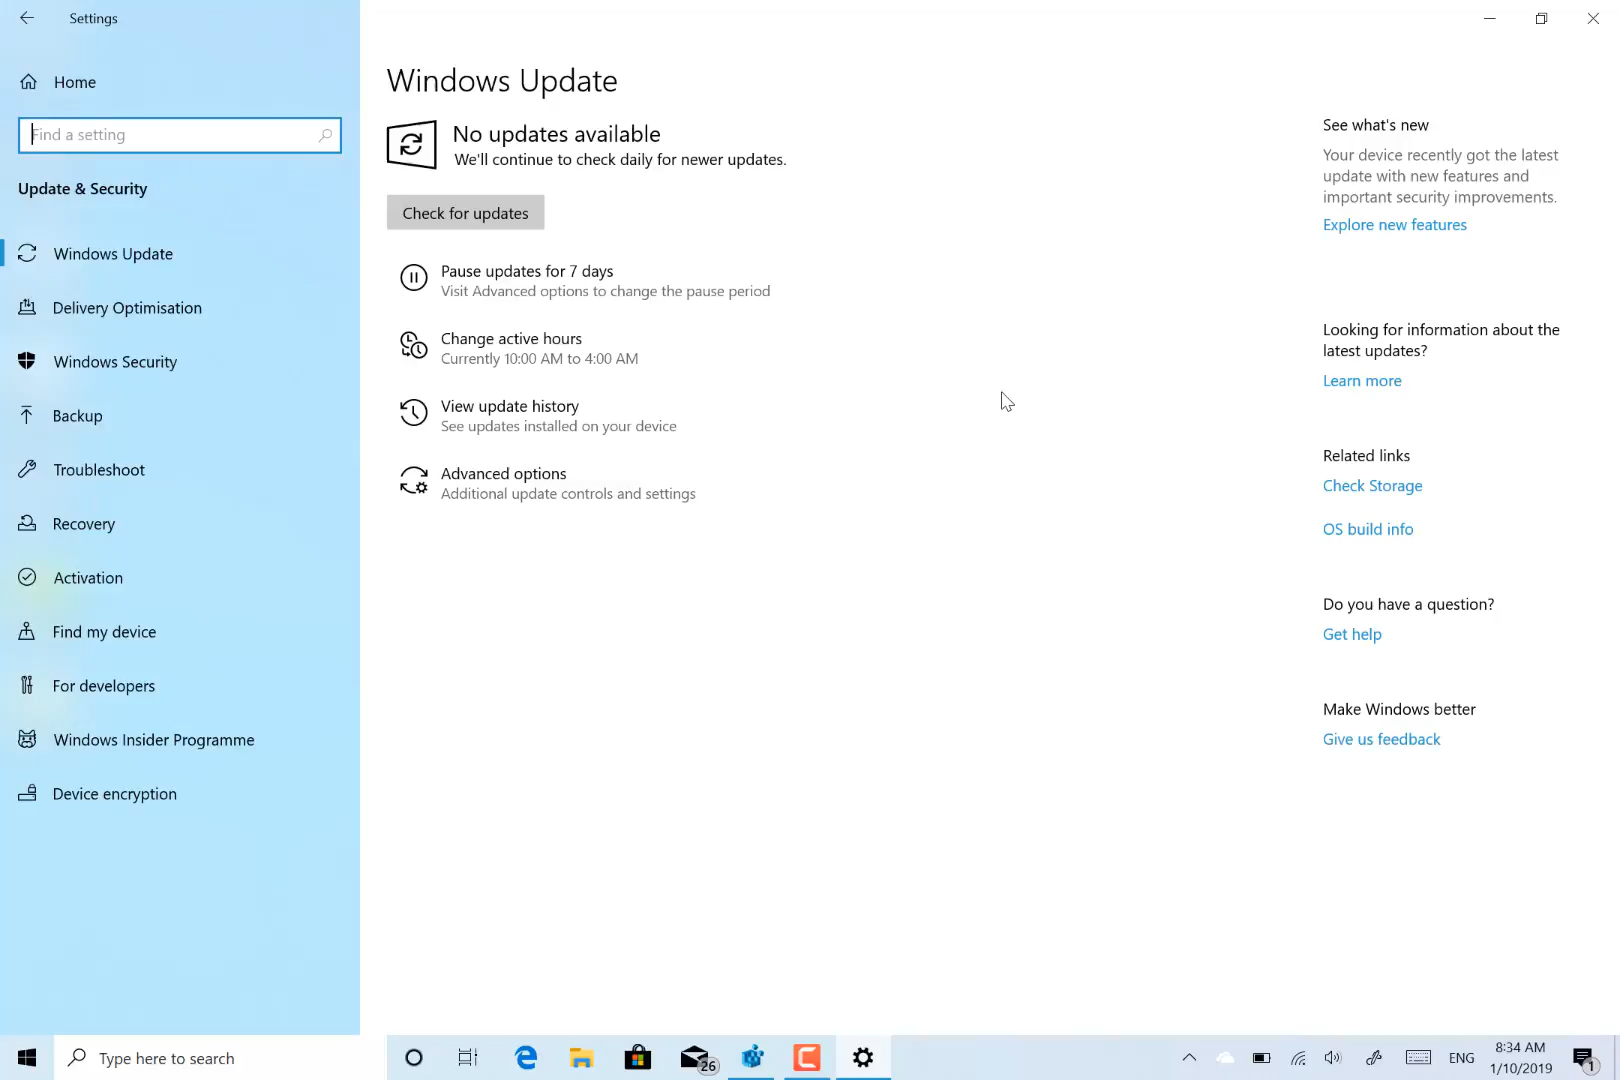 Settings
Home
Find a setting
Update & Security
Windows Update
Delivery Optimisation
Windows Security
Backup
Troubleshoot
Recovery
Activation
Find my device
For developers
Windows Insider Programme
Device encryption
Windows Update
No updates available
We'll continue to check daily for newer updates.
Check for updates
Pause updates for 7 days
Visit Advanced options to change the pause period
Change active hours
Currently 10:00 AM to 4:00 AM
View update history
See updates installed on your device
Advanced options
Additional update controls and settings
See what's new
Your device recently got the latest
update with new features and
important security improvements.
Explore new features
Looking for information about the
latest updates?
Learn more
Related links
Check Storage
OS build info
Do you have a question?
Get help
Make Windows better
Give us feedback
Type here to search
26
ENG
8:34 AM
1/10/2019
1